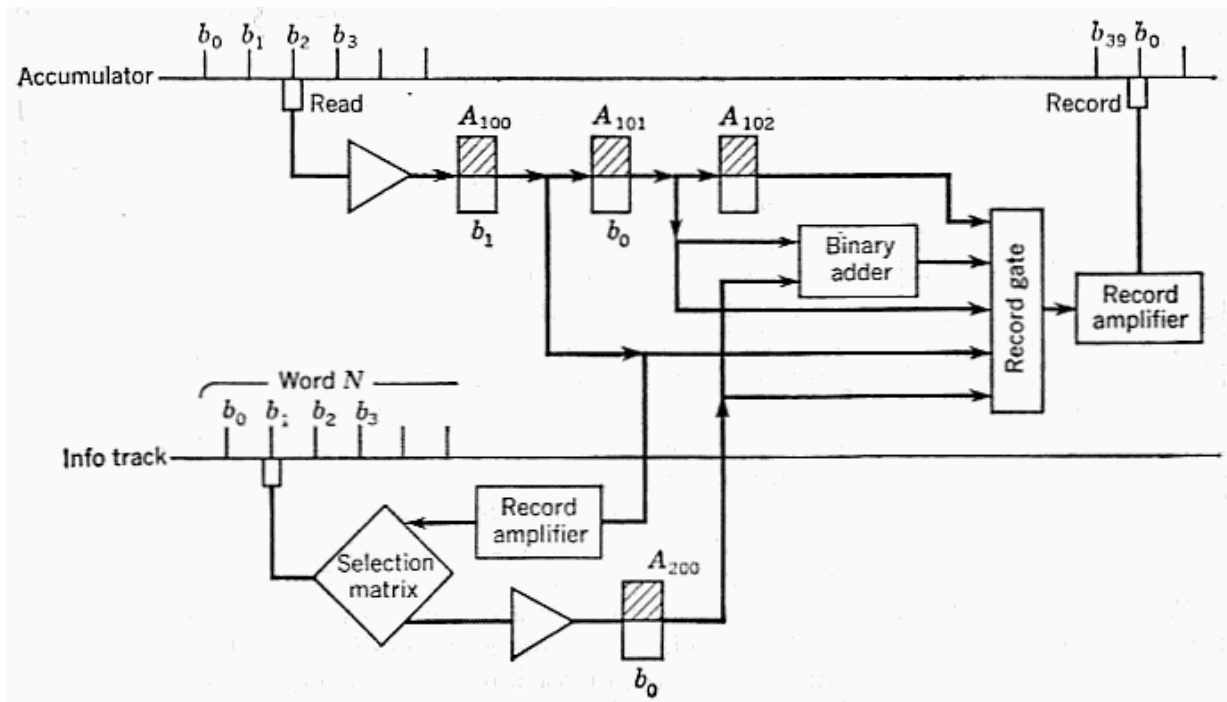 b₀ b₁ b₂ b₃ b₃₉ b₀
Accumulator
Read
Record
A₁₀₀ A₁₀₁ A₁₀₂
b₁ b₀
Binary
adder
Record gate
Record
amplifier
Word N
b₀ b₁ b₂ b₃
Info track
Record
amplifier
Selection
matrix
A₂₀₀
b₀